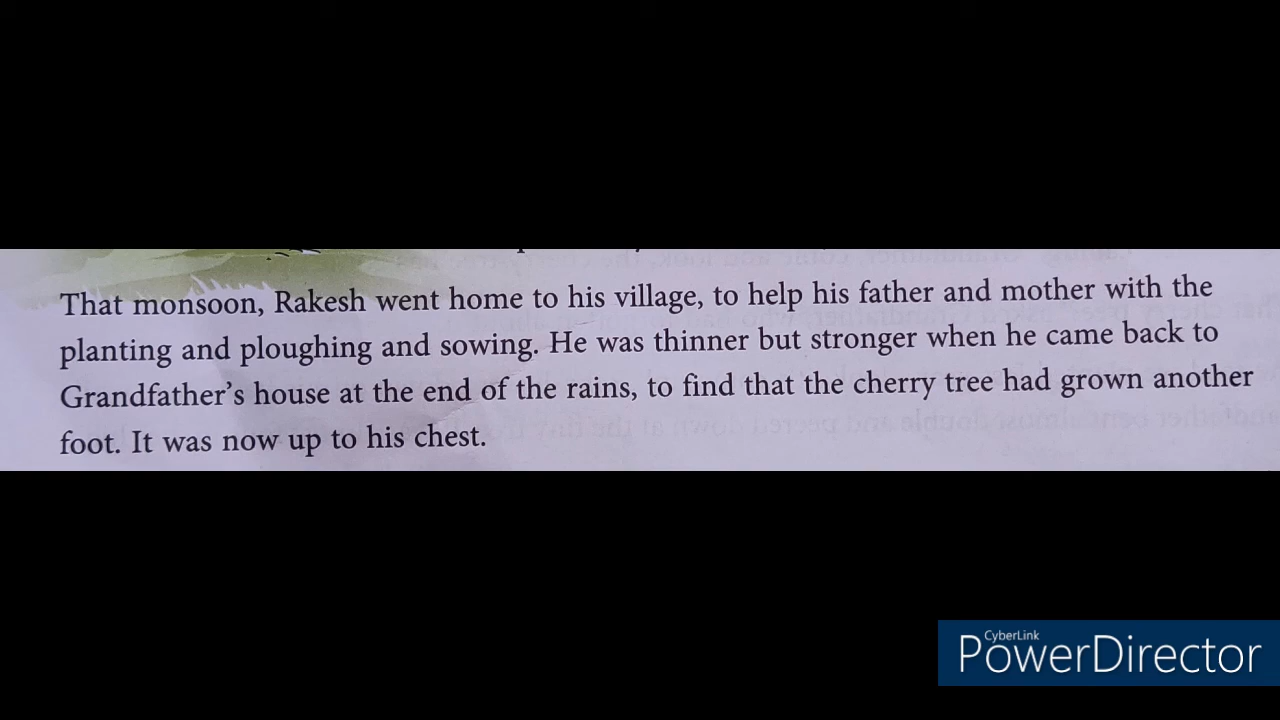 That monsoon, Rakesh went home to his village, to help his father and mother with the
planting and ploughing and sowing. He was thinner but stronger when he came back to
Grandfather's house at the end of the rains, to find that the cherry tree had grown another
foot. It was now up to his chest.
CyberLink
PowerDirector